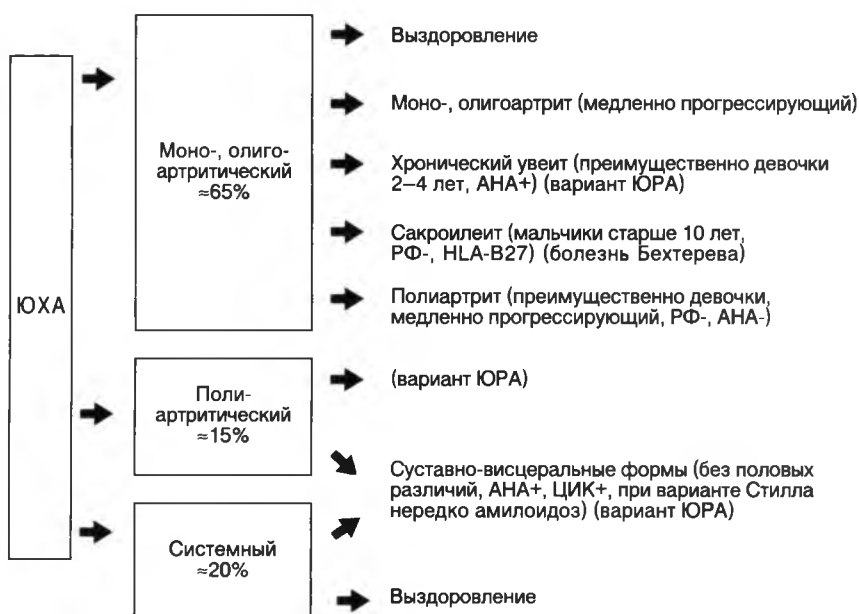 ЮХА
Моно-, олиго-
артритический
≈65%
Выздоровление
Моно-, олигоартрит (медленно прогрессирующий)
Хронический увеит (преимущественно девочки
2–4 лет, АНА+) (вариант ЮРА)
Сакроилеит (мальчики старше 10 лет,
РФ-, HLA-B27) (болезнь Бехтерева)
Полиартрит (преимущественно девочки,
медленно прогрессирующий, РФ-, АНА-)
Поли-
артритический
≈15%
(вариант ЮРА)
Суставно-висцеральные формы (без половых
различий, АНА+, ЦИК+, при варианте Стилла
нередко амилоидоз) (вариант ЮРА)
Системный
≈20%
Выздоровление